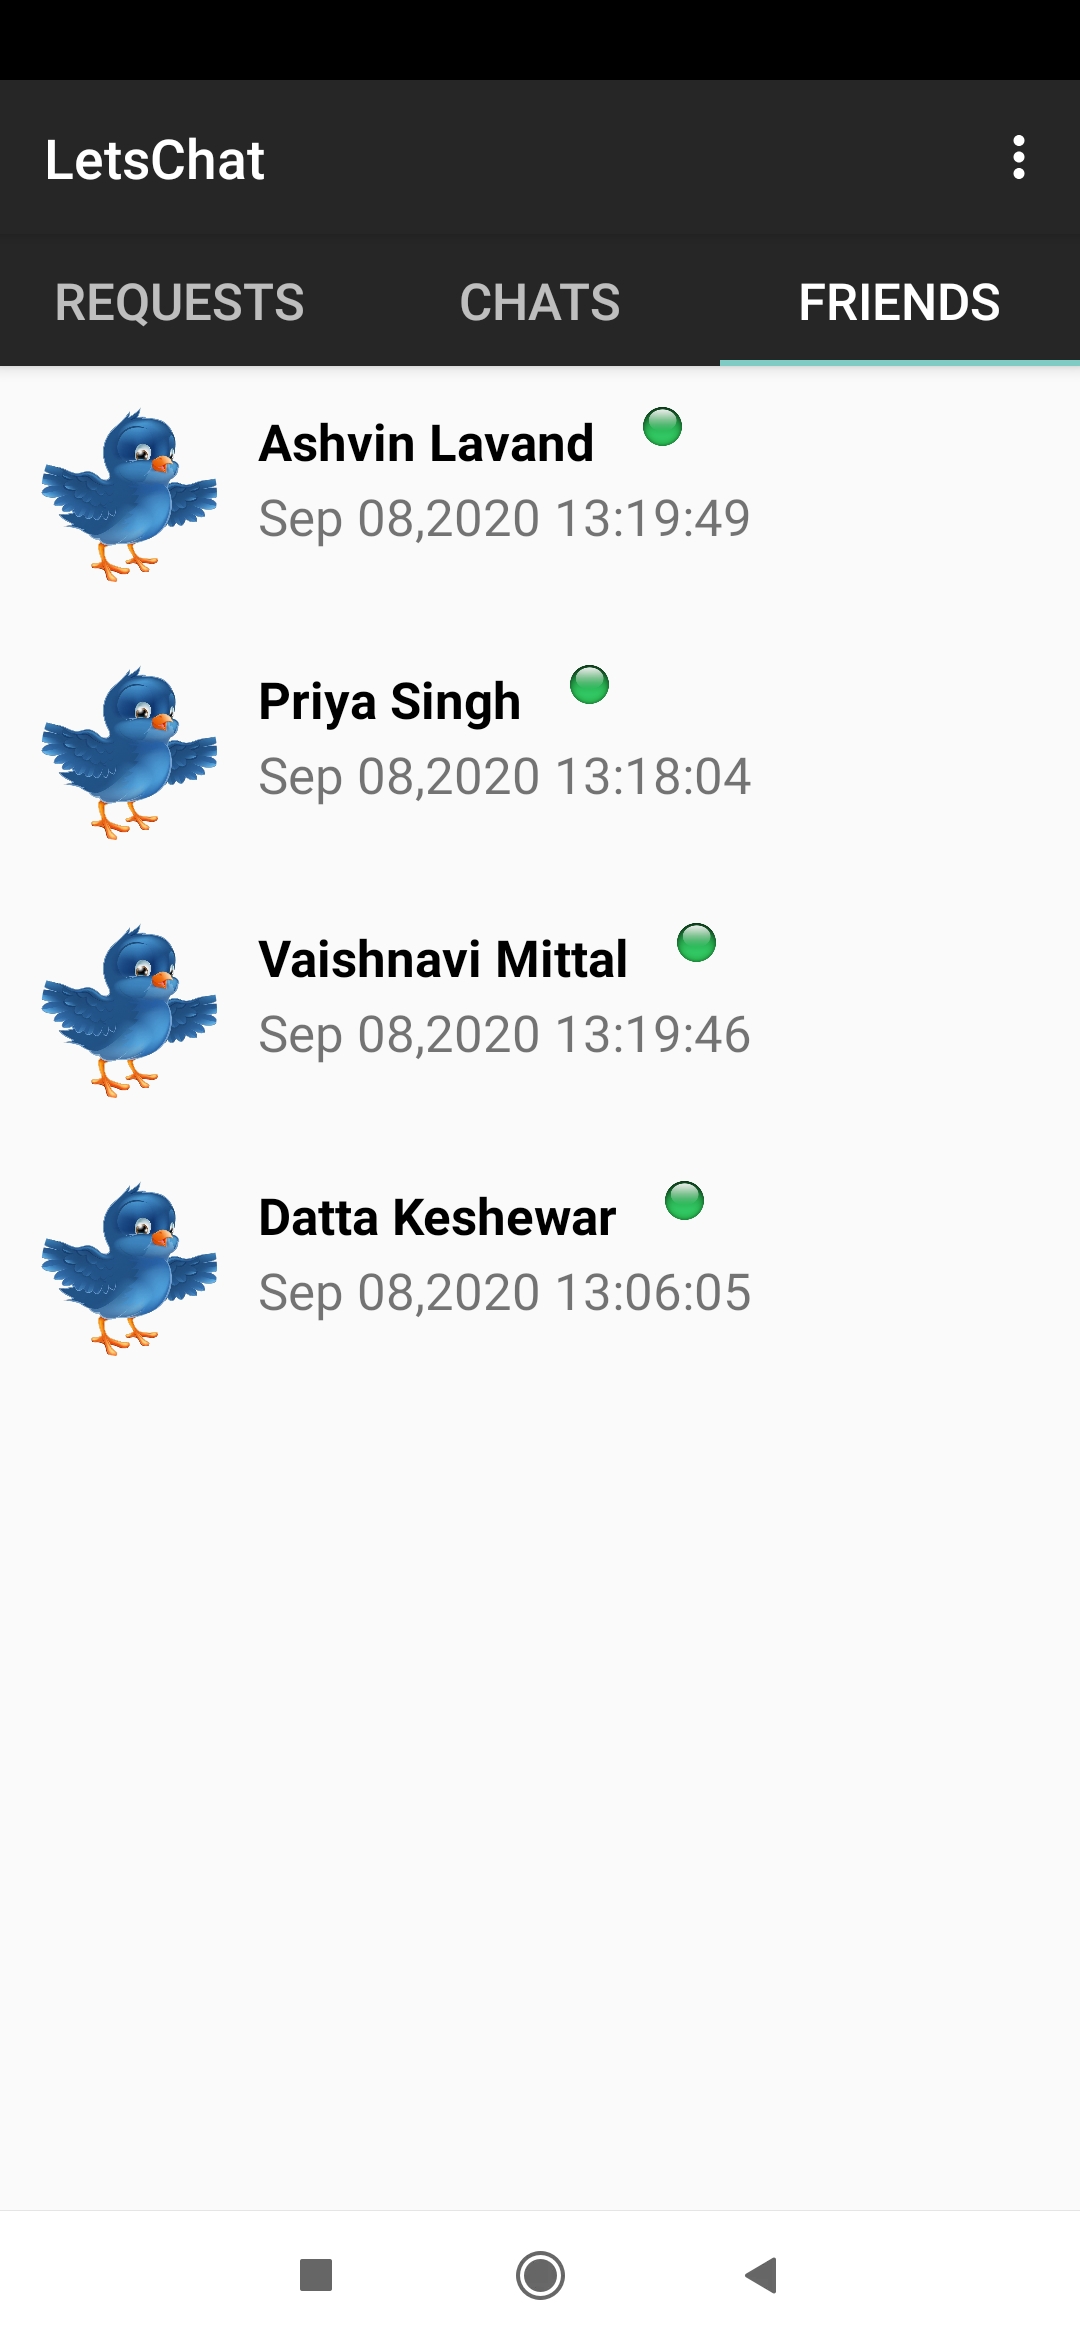 LetsChat
REQUESTS CHATS FRIENDS
Ashvin Lavand
Sep 08,2020 13:19:49
Priya Singh
Sep 08,2020 13:18:04
Vaishnavi Mittal
Sep 08,2020 13:19:46
Datta Keshewar
Sep 08,2020 13:06:05